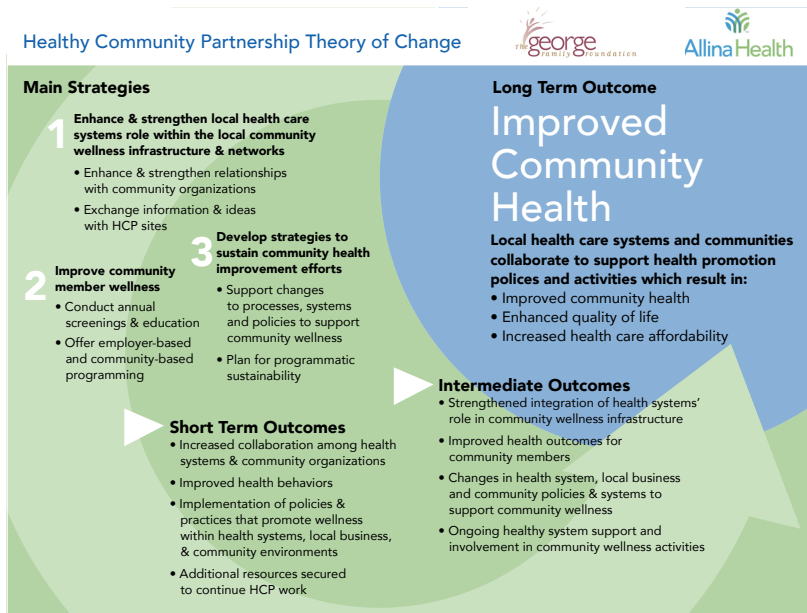 Healthy Community Partnership Theory of Change
the george
family foundation
Allina Health
Main Strategies
1
Enhance & strengthen local health care
systems role within the local community
wellness infrastructure & networks
• Enhance & strengthen relationships
with community organizations
• Exchange information & ideas
with HCP sites
2
Improve community
member wellness
• Conduct annual
screenings & education
• Offer employer-based
and community-based
programming
3
Develop strategies to
sustain community health
improvement efforts
• Support changes
to processes, systems
and policies to support
community wellness
• Plan for programmatic
sustainability
Short Term Outcomes
• Increased collaboration among health
systems & community organizations
• Improved health behaviors
• Implementation of policies &
practices that promote wellness
within health systems, local business,
& community environments
• Additional resources secured
to continue HCP work
Intermediate Outcomes
• Strengthened integration of health systems’
role in community wellness infrastructure
• Improved health outcomes for
community members
• Changes in health system, local business
and community policies & systems to
support community wellness
• Ongoing healthy system support and
involvement in community wellness activities
Long Term Outcome
Improved
Community
Health
Local health care systems and communities
collaborate to support health promotion
polices and activities which result in:
• Improved community health
• Enhanced quality of life
• Increased health care affordability